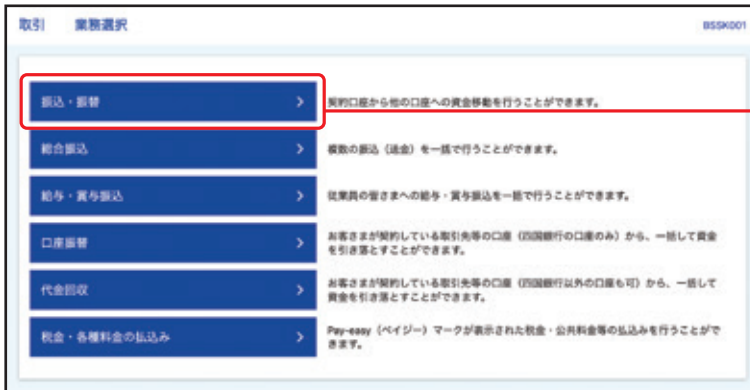 取引 業務選択 BSSK001
振込・振替 契約口座から他の口座への資金移動を行うことができます。
総合振込 複数の振込（送金）を一括で行うことができます。
給与・賞与振込 従業員の皆さまへの給与・賞与振込を一括で行うことができます。
口座振替 お客さまが契約している取引先等の口座（四国銀行の口座のみ）から、一括して資金
を引き落とすことができます。
代金回収 お客さまが契約している取引先等の口座（四国銀行以外の口座も可）から、一括して
資金を引き落とすことができます。
税金・各種料金の払込み Pay-easy（ペイジー）マークが表示された税金・公共料金等の払込みを行うことがで
きます。